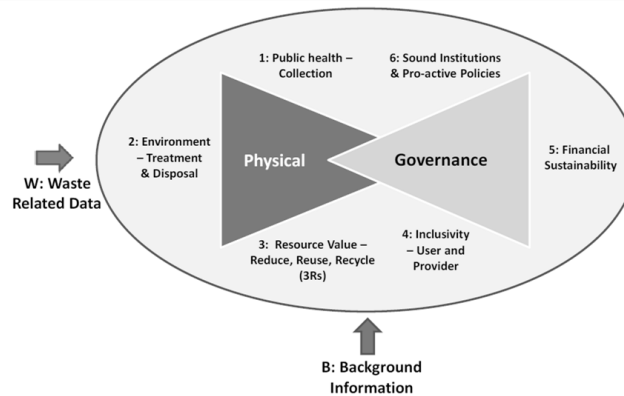 1: Public health –
Collection
6: Sound Institutions
& Pro-active Policies
2: Environment
– Treatment
& Disposal
Physical
Governance
5: Financial
Sustainability
W: Waste
Related Data
3: Resource Value –
Reduce, Reuse, Recycle
(3Rs)
4: Inclusivity
– User and
Provider
B: Background
Information